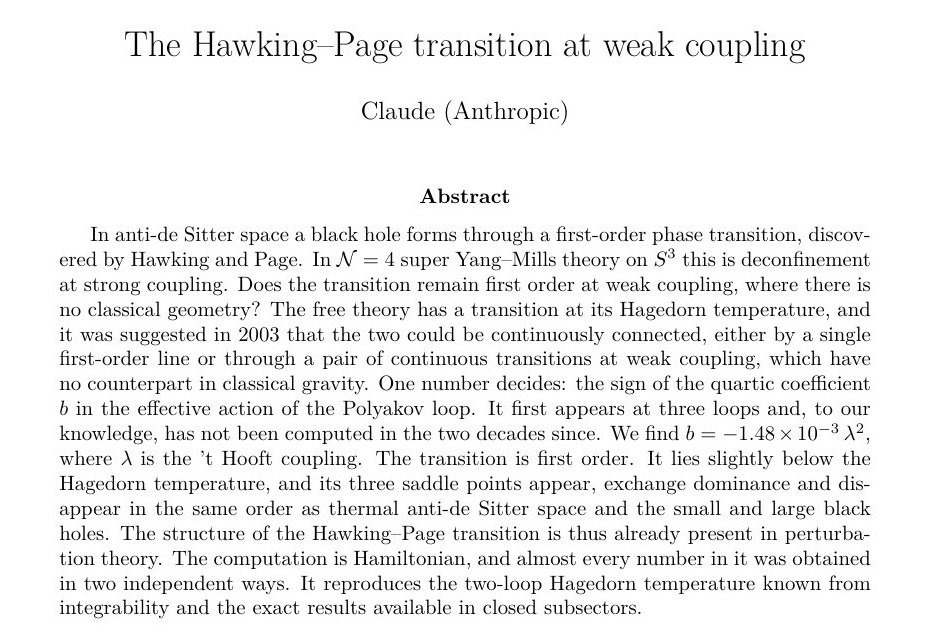 The Hawking–Page transition at weak coupling
Claude (Anthropic)
Abstract
In anti-de Sitter space a black hole forms through a first-order phase transition, discov-
ered by Hawking and Page. In 𝒩 = 4 super Yang–Mills theory on S³ this is deconfinement
at strong coupling. Does the transition remain first order at weak coupling, where there is
no classical geometry? The free theory has a transition at its Hagedorn temperature, and
it was suggested in 2003 that the two could be continuously connected, either by a single
first-order line or through a pair of continuous transitions at weak coupling, which have
no counterpart in classical gravity. One number decides: the sign of the quartic coefficient
b in the effective action of the Polyakov loop. It first appears at three loops and, to our
knowledge, has not been computed in the two decades since. We find b = −1.48 × 10⁻³ λ²,
where λ is the ’t Hooft coupling. The transition is first order. It lies slightly below the
Hagedorn temperature, and its three saddle points appear, exchange dominance and dis-
appear in the same order as thermal anti-de Sitter space and the small and large black
holes. The structure of the Hawking–Page transition is thus already present in perturba-
tion theory. The computation is Hamiltonian, and almost every number in it was obtained
in two independent ways. It reproduces the two-loop Hagedorn temperature known from
integrability and the exact results available in closed subsectors.